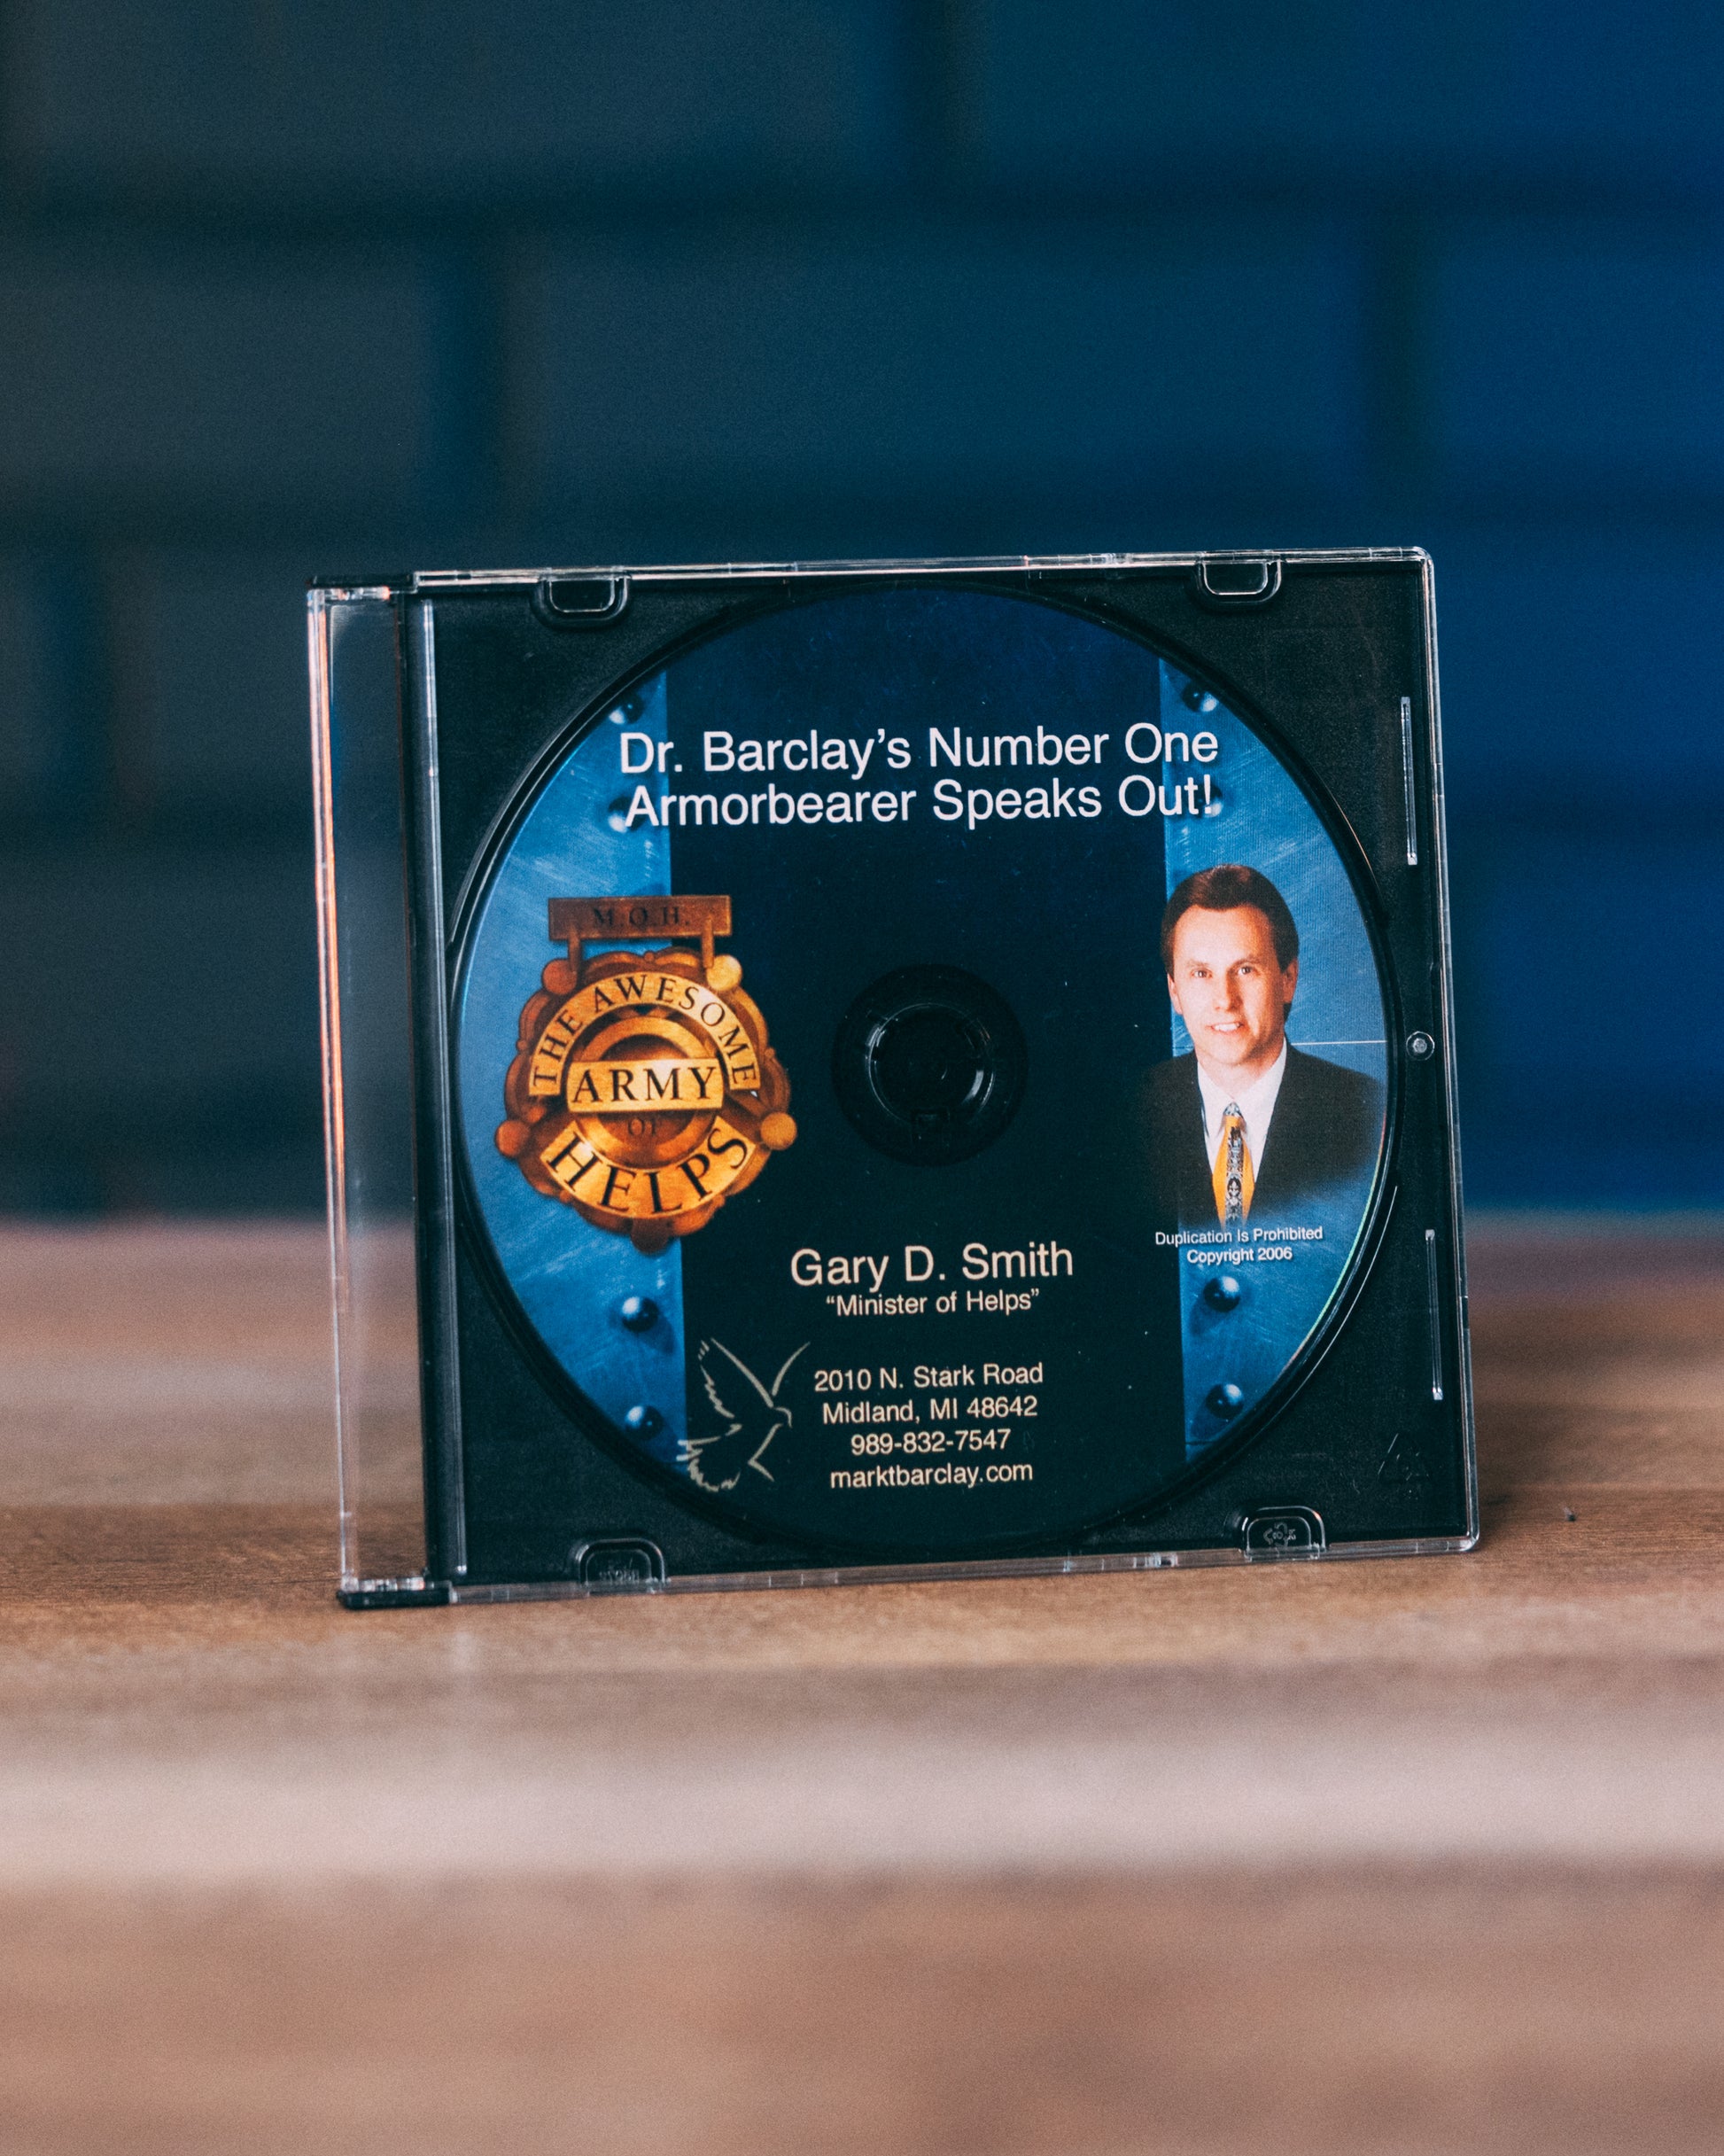 Dr. Barclay's Number One
Armorbearer Speaks Out!
M.O.H.
THE AWESOME
ARMY
OF
HELPS
Duplication Is Prohibited
Copyright 2006
Gary D. Smith
“Minister of Helps”
2010 N. Stark Road
Midland, MI 48642
989-832-7547
marktbarclay.com